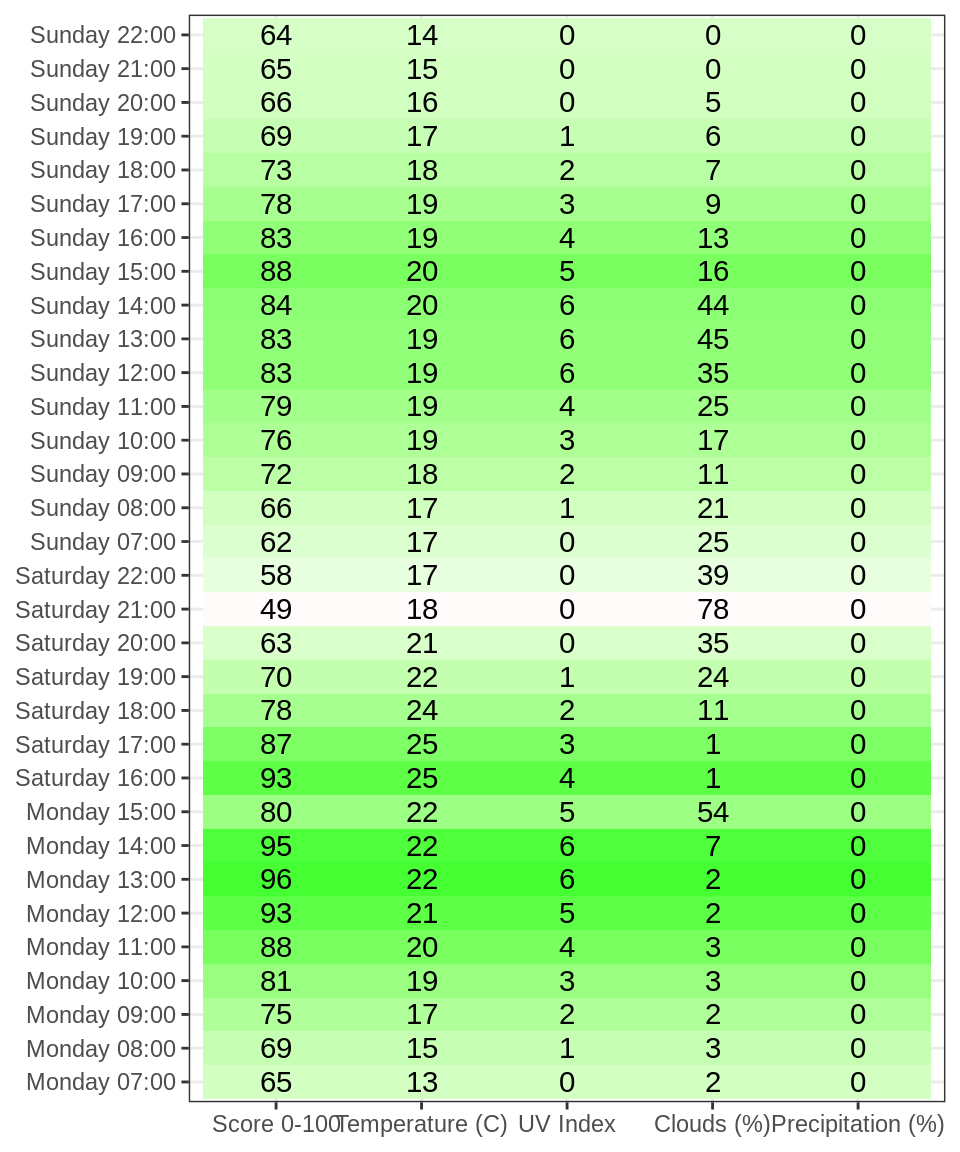 Sunday 22:00 64 14 0 0 0
Sunday 21:00 65 15 0 0 0
Sunday 20:00 66 16 0 5 0
Sunday 19:00 69 17 1 6 0
Sunday 18:00 73 18 2 7 0
Sunday 17:00 78 19 3 9 0
Sunday 16:00 83 19 4 13 0
Sunday 15:00 88 20 5 16 0
Sunday 14:00 84 20 6 44 0
Sunday 13:00 83 19 6 45 0
Sunday 12:00 83 19 6 35 0
Sunday 11:00 79 19 4 25 0
Sunday 10:00 76 19 3 17 0
Sunday 09:00 72 18 2 11 0
Sunday 08:00 66 17 1 21 0
Sunday 07:00 62 17 0 25 0
Saturday 22:00 58 17 0 39 0
Saturday 21:00 49 18 0 78 0
Saturday 20:00 63 21 0 35 0
Saturday 19:00 70 22 1 24 0
Saturday 18:00 78 24 2 11 0
Saturday 17:00 87 25 3 1 0
Saturday 16:00 93 25 4 1 0
Monday 15:00 80 22 5 54 0
Monday 14:00 95 22 6 7 0
Monday 13:00 96 22 6 2 0
Monday 12:00 93 21 5 2 0
Monday 11:00 88 20 4 3 0
Monday 10:00 81 19 3 3 0
Monday 09:00 75 17 2 2 0
Monday 08:00 69 15 1 3 0
Monday 07:00 65 13 0 2 0
Score 0-100 Temperature (C) UV Index Clouds (%) Precipitation (%)